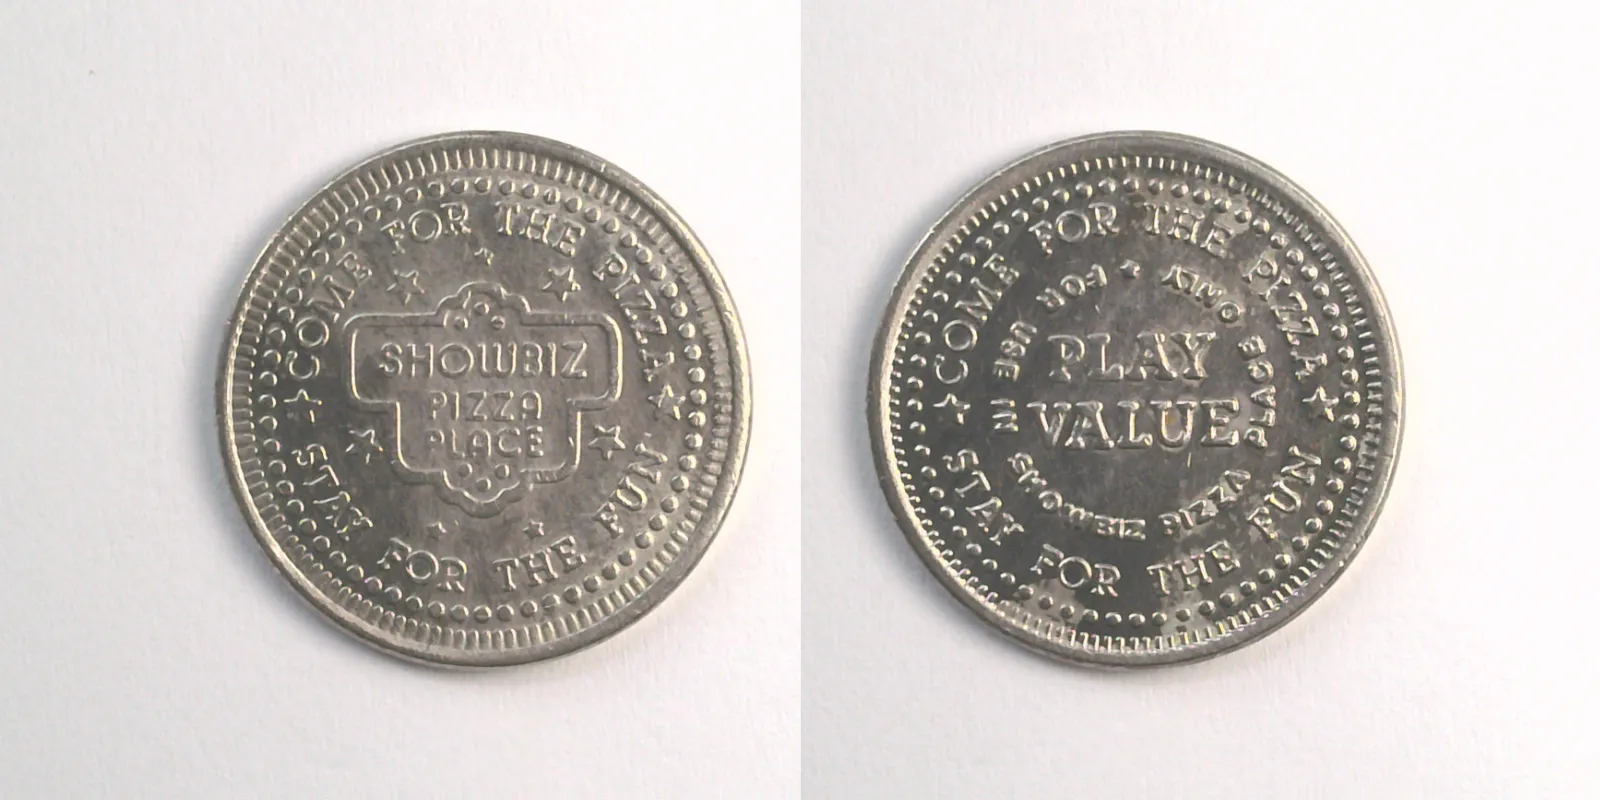 COME FOR THE PIZZA
SHOWBIZ
PIZZA
PLACE
STAY FOR THE FUN
COME FOR THE PIZZA
FOR USE IN SHOWBIZ PIZZA PLACE ONLY
PLAY
VALUE
STAY FOR THE FUN